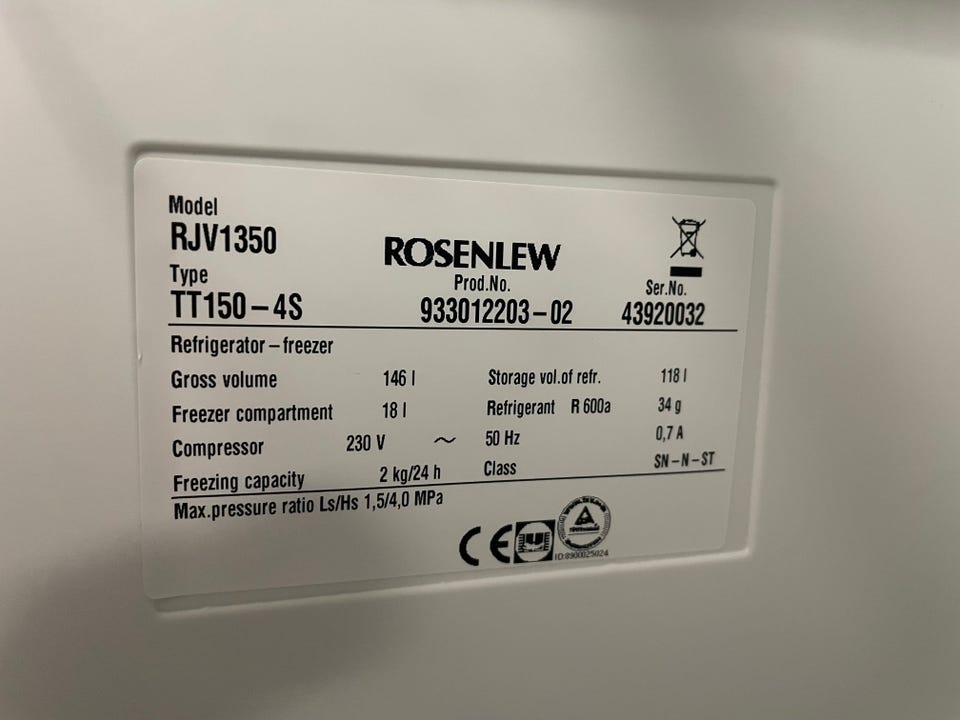 Model
RJV1350
ROSENLEW
Type
Prod.No.
Ser.No.
TT150-4S
933012203-02
43920032
Refrigerator-freezer
Gross volume 146 l Storage vol.of refr. 118 l
Freezer compartment 18 l Refrigerant R 600a 34 g
Compressor 230 V ~ 50 Hz 0,7 A
Freezing capacity 2 kg/24 h Class SN-N-ST
Max.pressure ratio Ls/Hs 1,5/4,0 MPa
CE
ID:8900025024